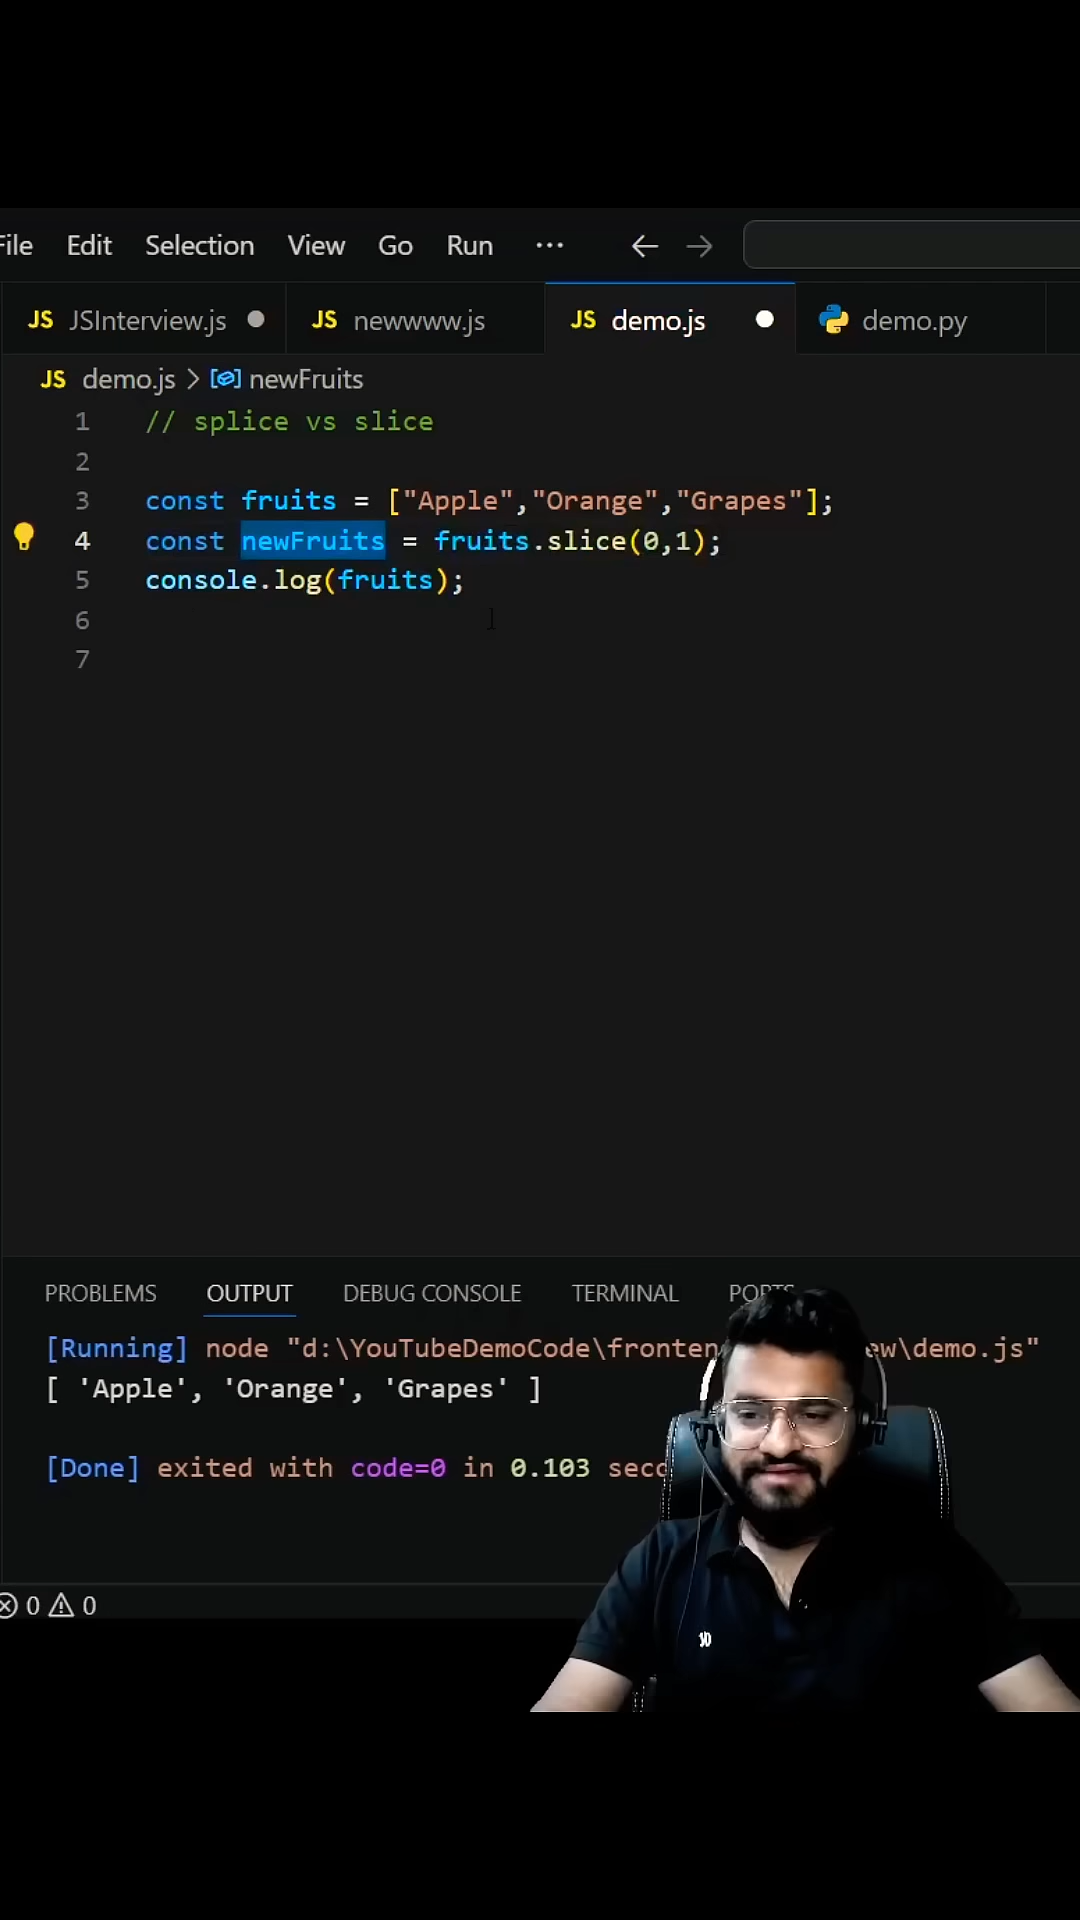 File Edit Selection View Go Run ...
JS JSInterview.js JS newwww.js JS demo.js demo.py
JS demo.js > newFruits
1 // splice vs slice
2
3 const fruits = ["Apple","Orange","Grapes"];
4 const newFruits = fruits.slice(0,1);
5 console.log(fruits);
6
7
PROBLEMS OUTPUT DEBUG CONSOLE TERMINAL PORTS
[Running] node "d:\YouTubeDemoCode\fronten ew\demo.js"
[ 'Apple', 'Orange', 'Grapes' ]
[Done] exited with code=0 in 0.103 seco
0 0